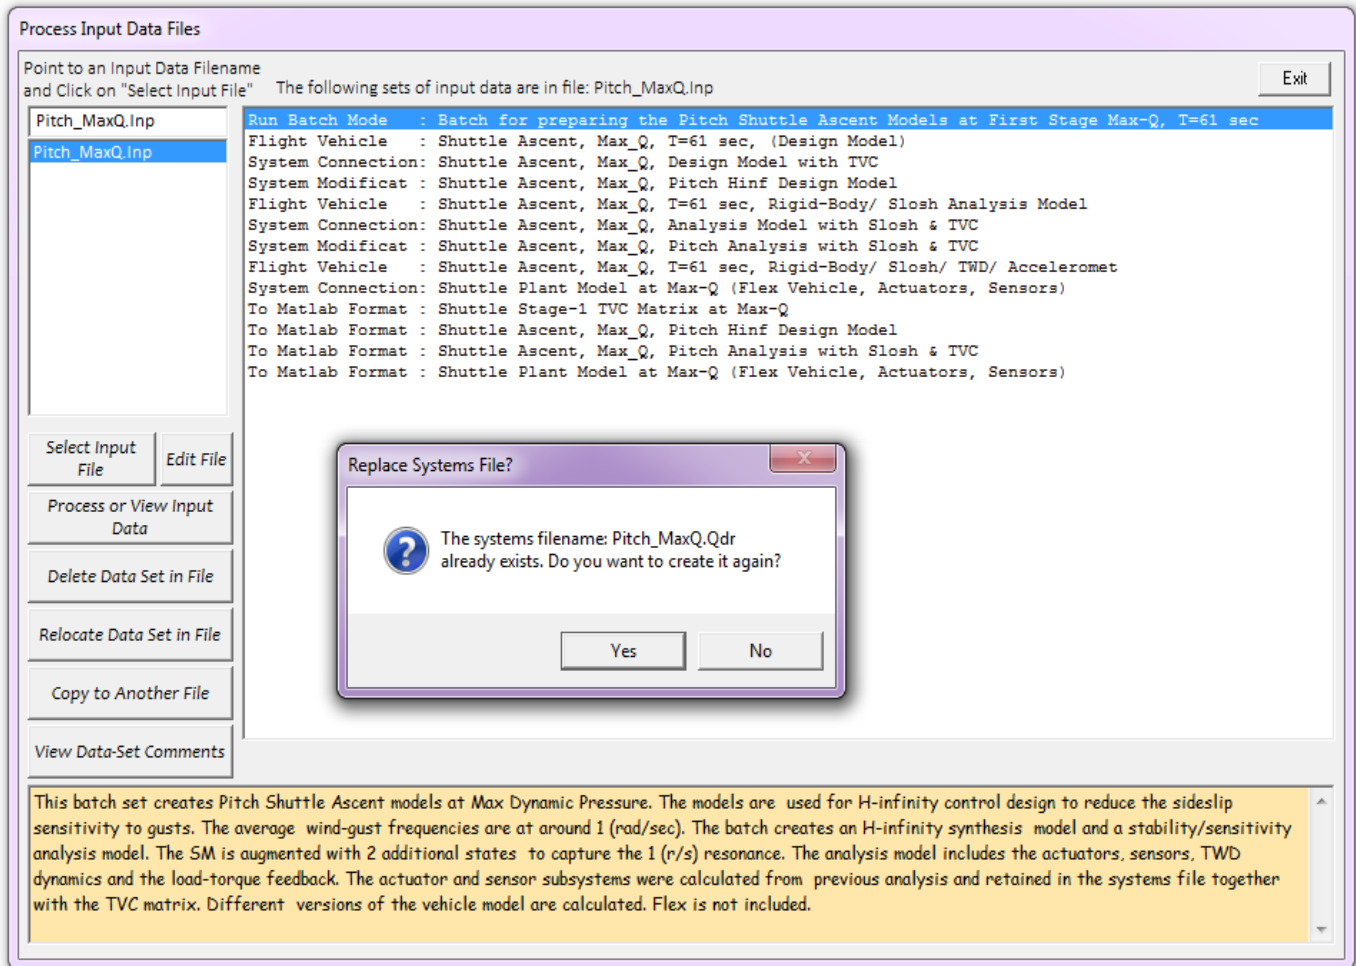 Process Input Data Files
Point to an Input Data Filename
and Click on "Select Input File"
The following sets of input data are in file: Pitch_MaxQ.Inp
Exit
Pitch_MaxQ.Inp
Pitch_MaxQ.Inp
Run Batch Mode : Batch for preparing the Pitch Shuttle Ascent Models at First Stage Max-Q, T=61 sec
Flight Vehicle : Shuttle Ascent, Max_Q, T=61 sec, (Design Model)
System Connection: Shuttle Ascent, Max_Q, Design Model with TVC
System Modificat : Shuttle Ascent, Max_Q, Pitch Hinf Design Model
Flight Vehicle : Shuttle Ascent, Max_Q, T=61 sec, Rigid-Body/ Slosh Analysis Model
System Connection: Shuttle Ascent, Max_Q, Analysis Model with Slosh & TVC
System Modificat : Shuttle Ascent, Max_Q, Pitch Analysis with Slosh & TVC
Flight Vehicle : Shuttle Ascent, Max_Q, T=61 sec, Rigid-Body/ Slosh/ TWD/ Acceleromet
System Connection: Shuttle Plant Model at Max-Q (Flex Vehicle, Actuators, Sensors)
To Matlab Format : Shuttle Stage-1 TVC Matrix at Max-Q
To Matlab Format : Shuttle Ascent, Max_Q, Pitch Hinf Design Model
To Matlab Format : Shuttle Ascent, Max_Q, Pitch Analysis with Slosh & TVC
To Matlab Format : Shuttle Plant Model at Max-Q (Flex Vehicle, Actuators, Sensors)
Select Input
File
Edit File
Process or View Input
Data
Delete Data Set in File
Relocate Data Set in File
Copy to Another File
View Data-Set Comments
Replace Systems File?
The systems filename: Pitch_MaxQ.Qdr
already exists. Do you want to create it again?
Yes
No
This batch set creates Pitch Shuttle Ascent models at Max Dynamic Pressure. The models are used for H-infinity control design to reduce the sideslip
sensitivity to gusts. The average wind-gust frequencies are at around 1 (rad/sec). The batch creates an H-infinity synthesis model and a stability/sensitivity
analysis model. The SM is augmented with 2 additional states to capture the 1 (r/s) resonance. The analysis model includes the actuators, sensors, TWD
dynamics and the load-torque feedback. The actuator and sensor subsystems were calculated from previous analysis and retained in the systems file together
with the TVC matrix. Different versions of the vehicle model are calculated. Flex is not included.